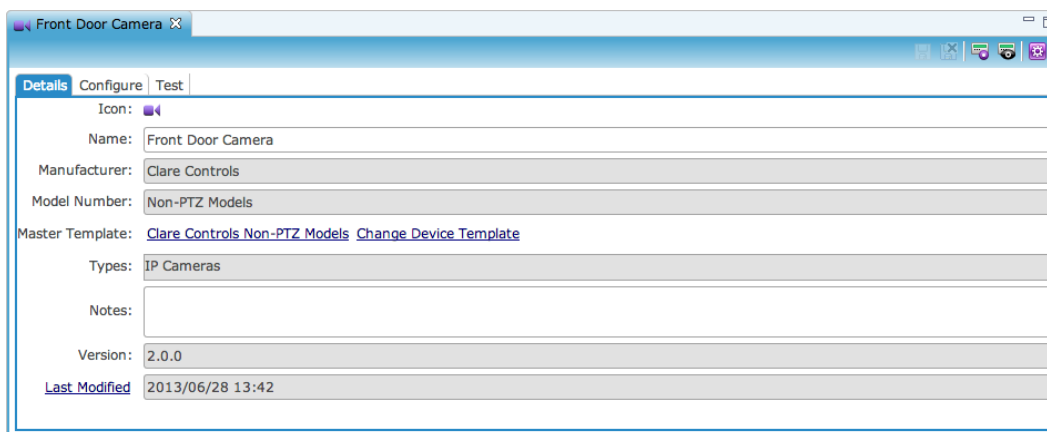 Front Door Camera
Details Configure Test
Icon:
Name: Front Door Camera
Manufacturer: Clare Controls
Model Number: Non-PTZ Models
Master Template: Clare Controls Non-PTZ Models Change Device Template
Types: IP Cameras
Notes:
Version: 2.0.0
Last Modified 2013/06/28 13:42